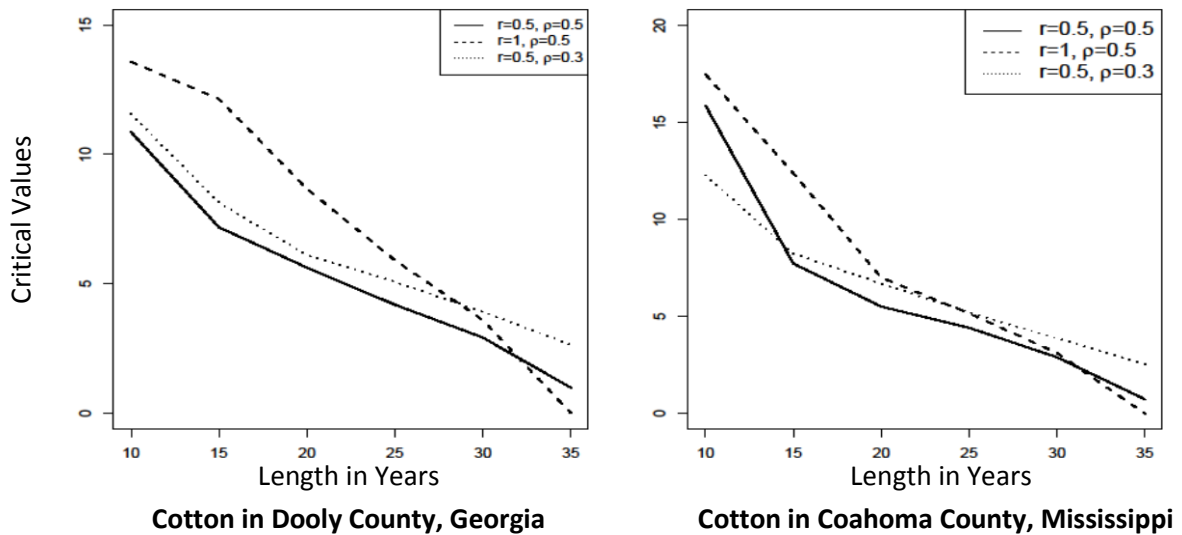 15
10
5
0
Critical Values
r=0.5, ρ=0.5
r=1, ρ=0.5
r=0.5, ρ=0.3
10 15 20 25 30 35
Length in Years
Cotton in Dooly County, Georgia
20
15
10
5
0
r=0.5, ρ=0.5
r=1, ρ=0.5
r=0.5, ρ=0.3
10 15 20 25 30 35
Length in Years
Cotton in Coahoma County, Mississippi